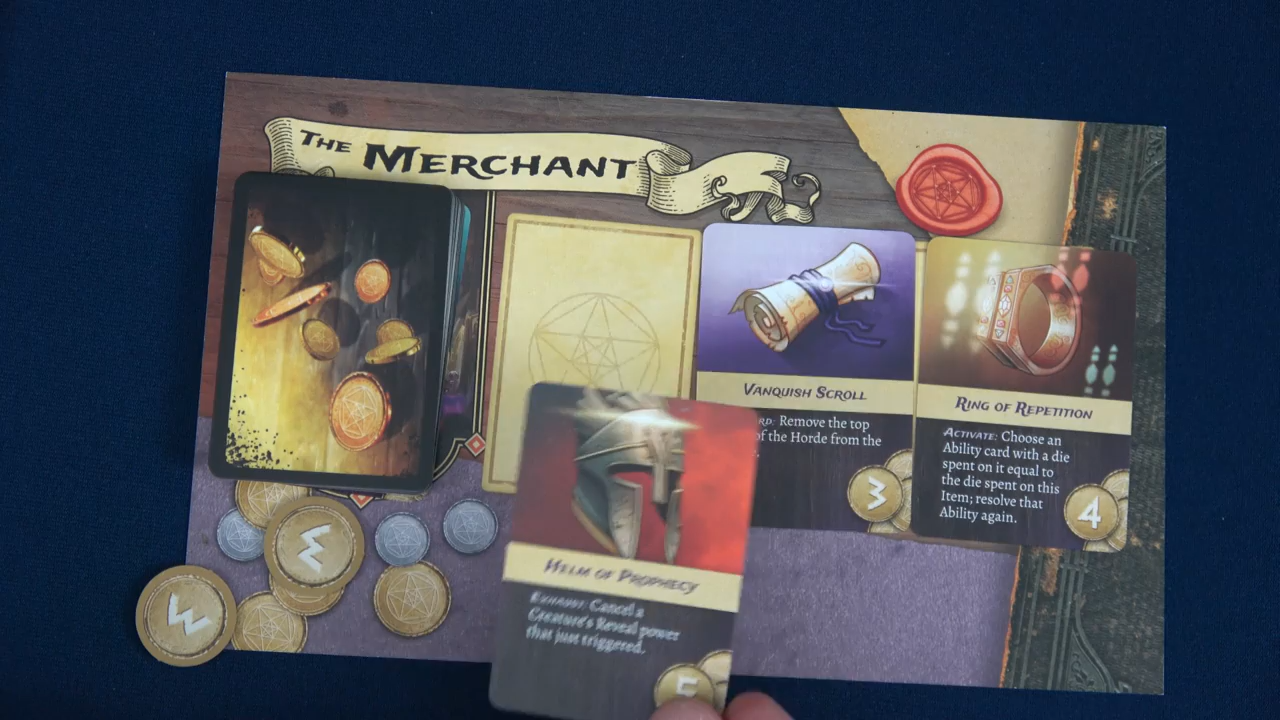 THE MERCHANT
VANQUISH SCROLL
Remove the top
of the Horde from the
3
RING OF REPETITION
ACTIVATE: Choose an
Ability card with a die
spent on it equal to
the die spent on this
Item; resolve that
Ability again.
4
HELM OF PROPHECY
EXHAUST: Cancel a
Creature's Reveal power
that just triggered.
5